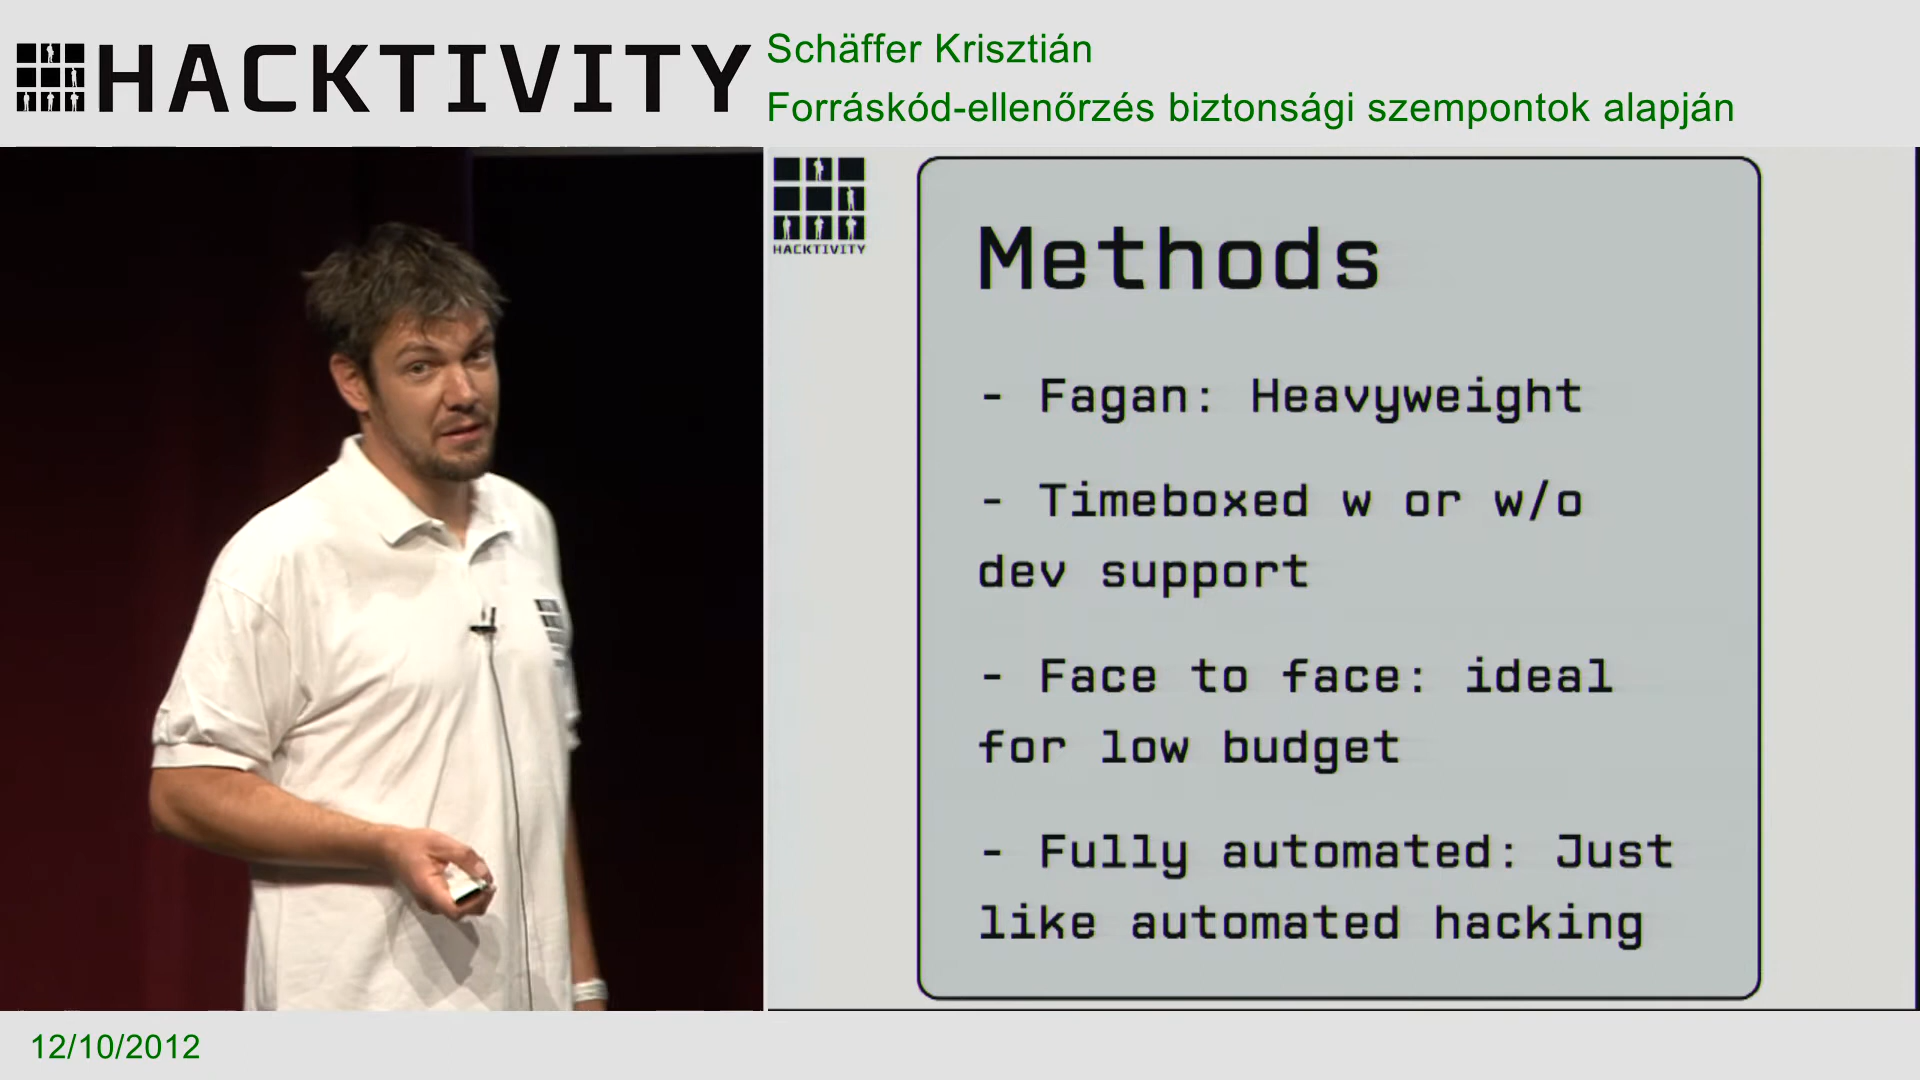 HACKTIVITY
Schäffer Krisztián
Forráskód-ellenőrzés biztonsági szempontok alapján
HACKTIVITY
Methods
- Fagan: Heavyweight
- Timeboxed w or w/o
dev support
- Face to face: ideal
for low budget
- Fully automated: Just
like automated hacking
12/10/2012